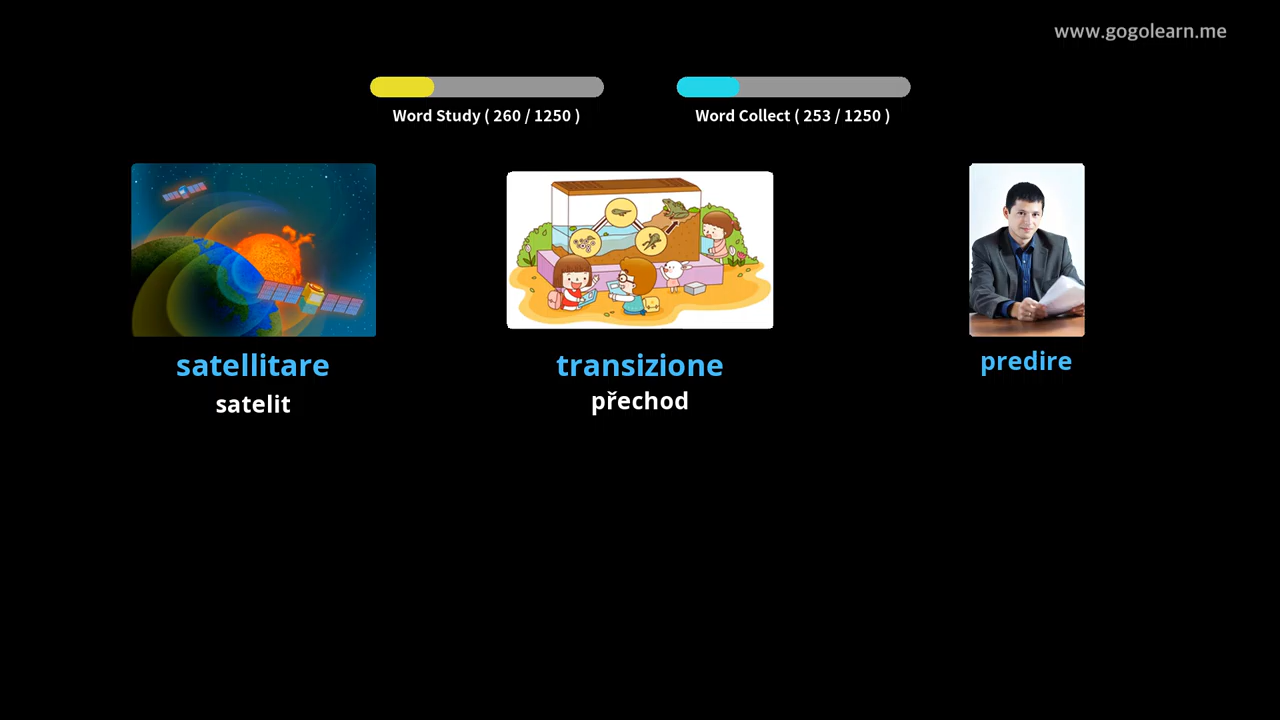 www.gogolearn.me
Word Study ( 260 / 1250 )
Word Collect ( 253 / 1250 )
satellitare
transizione
predire
satelit
přechod